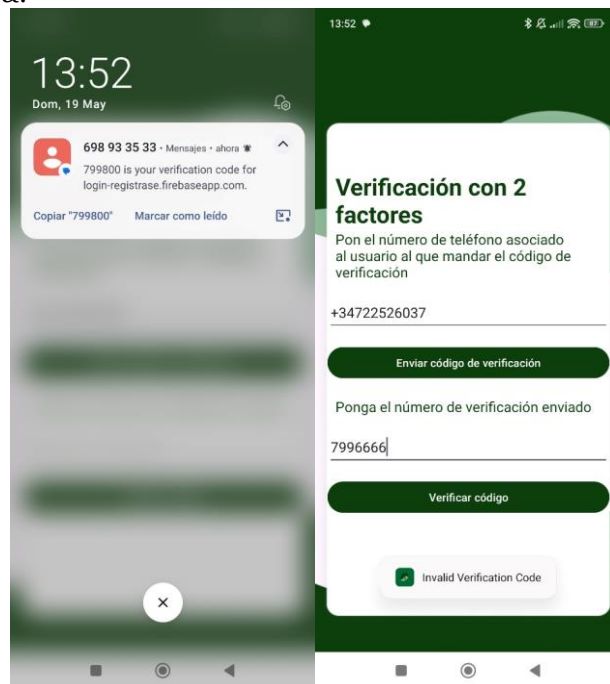 a.
13:52
Dom, 19 May
698 93 35 33 • Mensajes • ahora
799800 is your verification code for
login-registrase.firebaseapp.com.
Copiar "799800" Marcar como leído
13:52
87
Verificación con 2
factores
Pon el número de teléfono asociado
al usuario al que mandar el código de
verificación
+34722526037
Enviar código de verificación
Ponga el número de verificación enviado
7996666
Verificar código
Invalid Verification Code